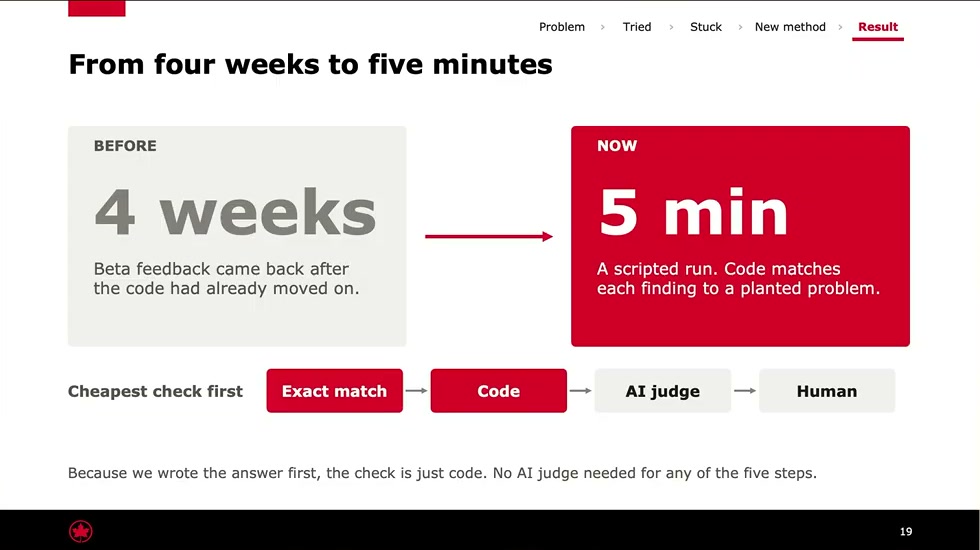 Problem › Tried › Stuck › New method › Result
From four weeks to five minutes
BEFORE
4 weeks
Beta feedback came back after
the code had already moved on.
NOW
5 min
A scripted run. Code matches
each finding to a planted problem.
Cheapest check first
Exact match
Code
AI judge
Human
Because we wrote the answer first, the check is just code. No AI judge needed for any of the five steps.
19